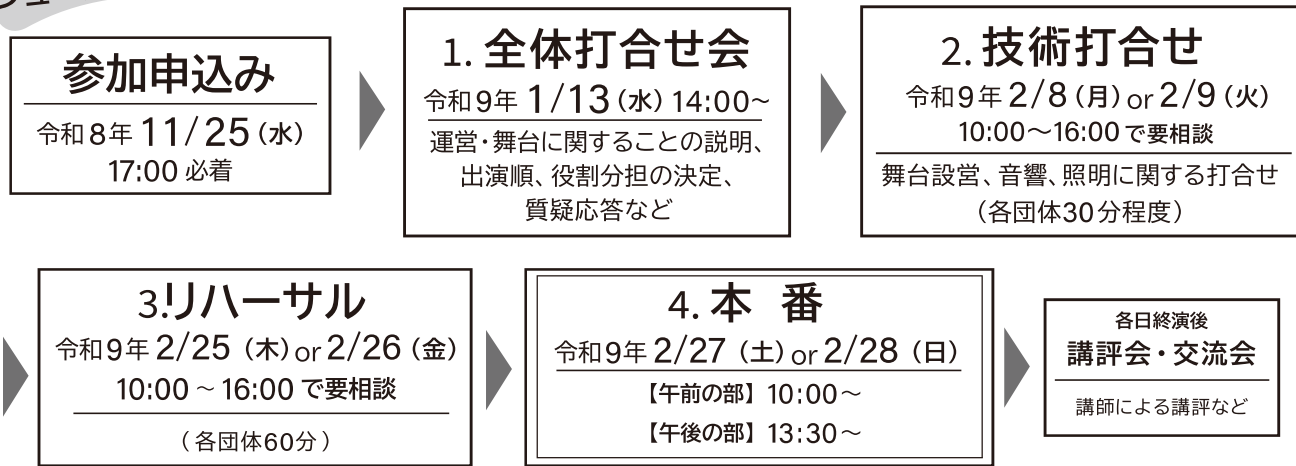 参加申込み
令和8年 11/25(水)
17:00 必着
1. 全体打合せ会
令和9年 1/13(水) 14:00~
運営・舞台に関することの説明、
出演順、役割分担の決定、
質疑応答など
2. 技術打合せ
令和9年 2/8(月) or 2/9(火)
10:00~16:00 で要相談
舞台設営、音響、照明に関する打合せ
(各団体30分程度)
3.リハーサル
令和9年 2/25 (木) or 2/26 (金)
10:00 ~ 16:00 で要相談
(各団体60分)
4. 本 番
令和9年 2/27 (土) or 2/28 (日)
【午前の部】10:00~
【午後の部】13:30~
各日終演後
講評会・交流会
講師による講評など